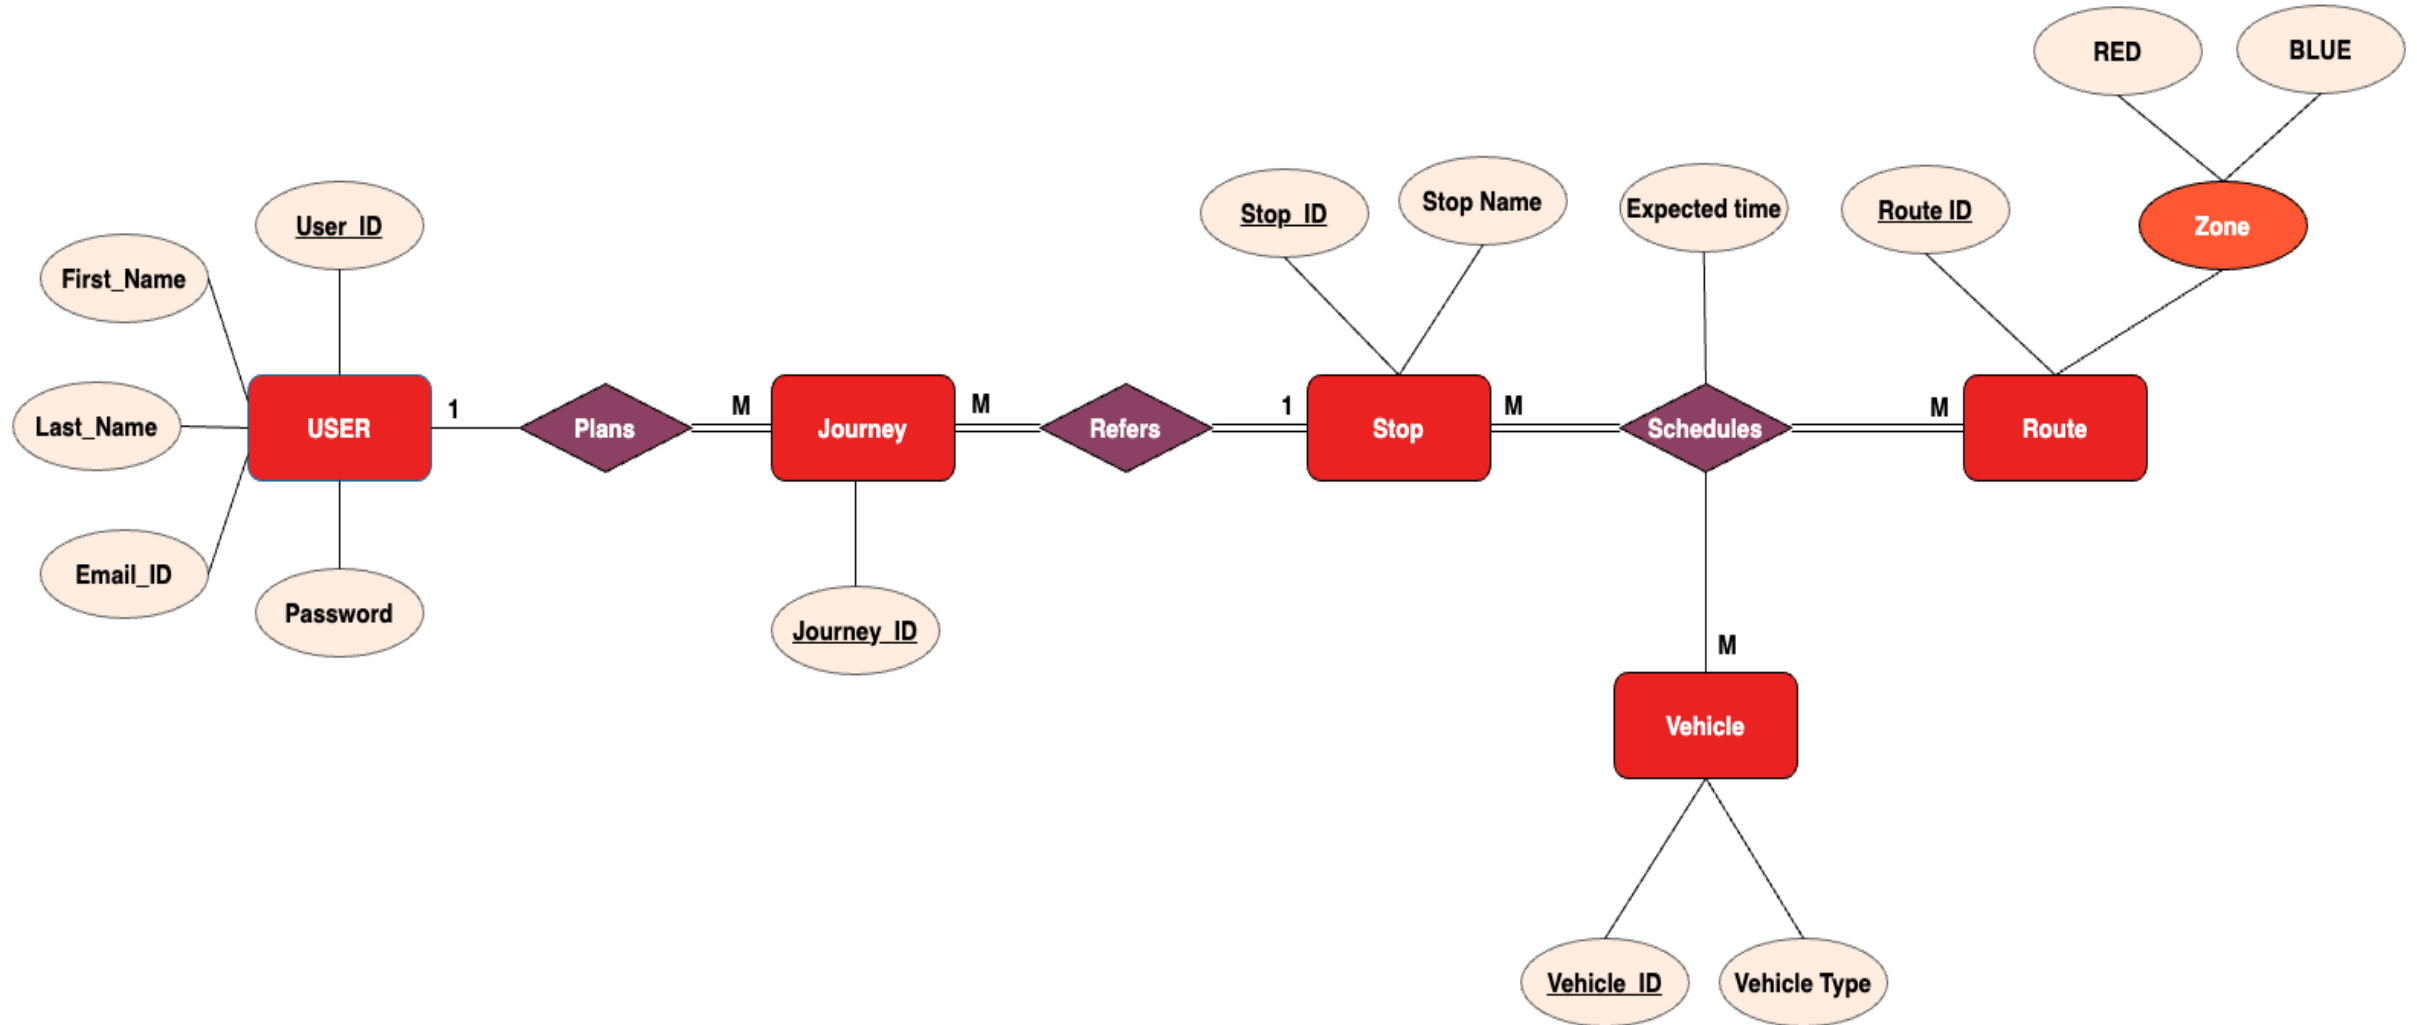 RED
BLUE
Stop_ID
Stop Name
Expected time
Route ID
Zone
User_ID
First_Name
Last_Name
USER
1
Plans
M
Journey
M
Refers
1
Stop
M
Schedules
M
Route
Email_ID
Password
Journey_ID
M
Vehicle
Vehicle_ID
Vehicle Type